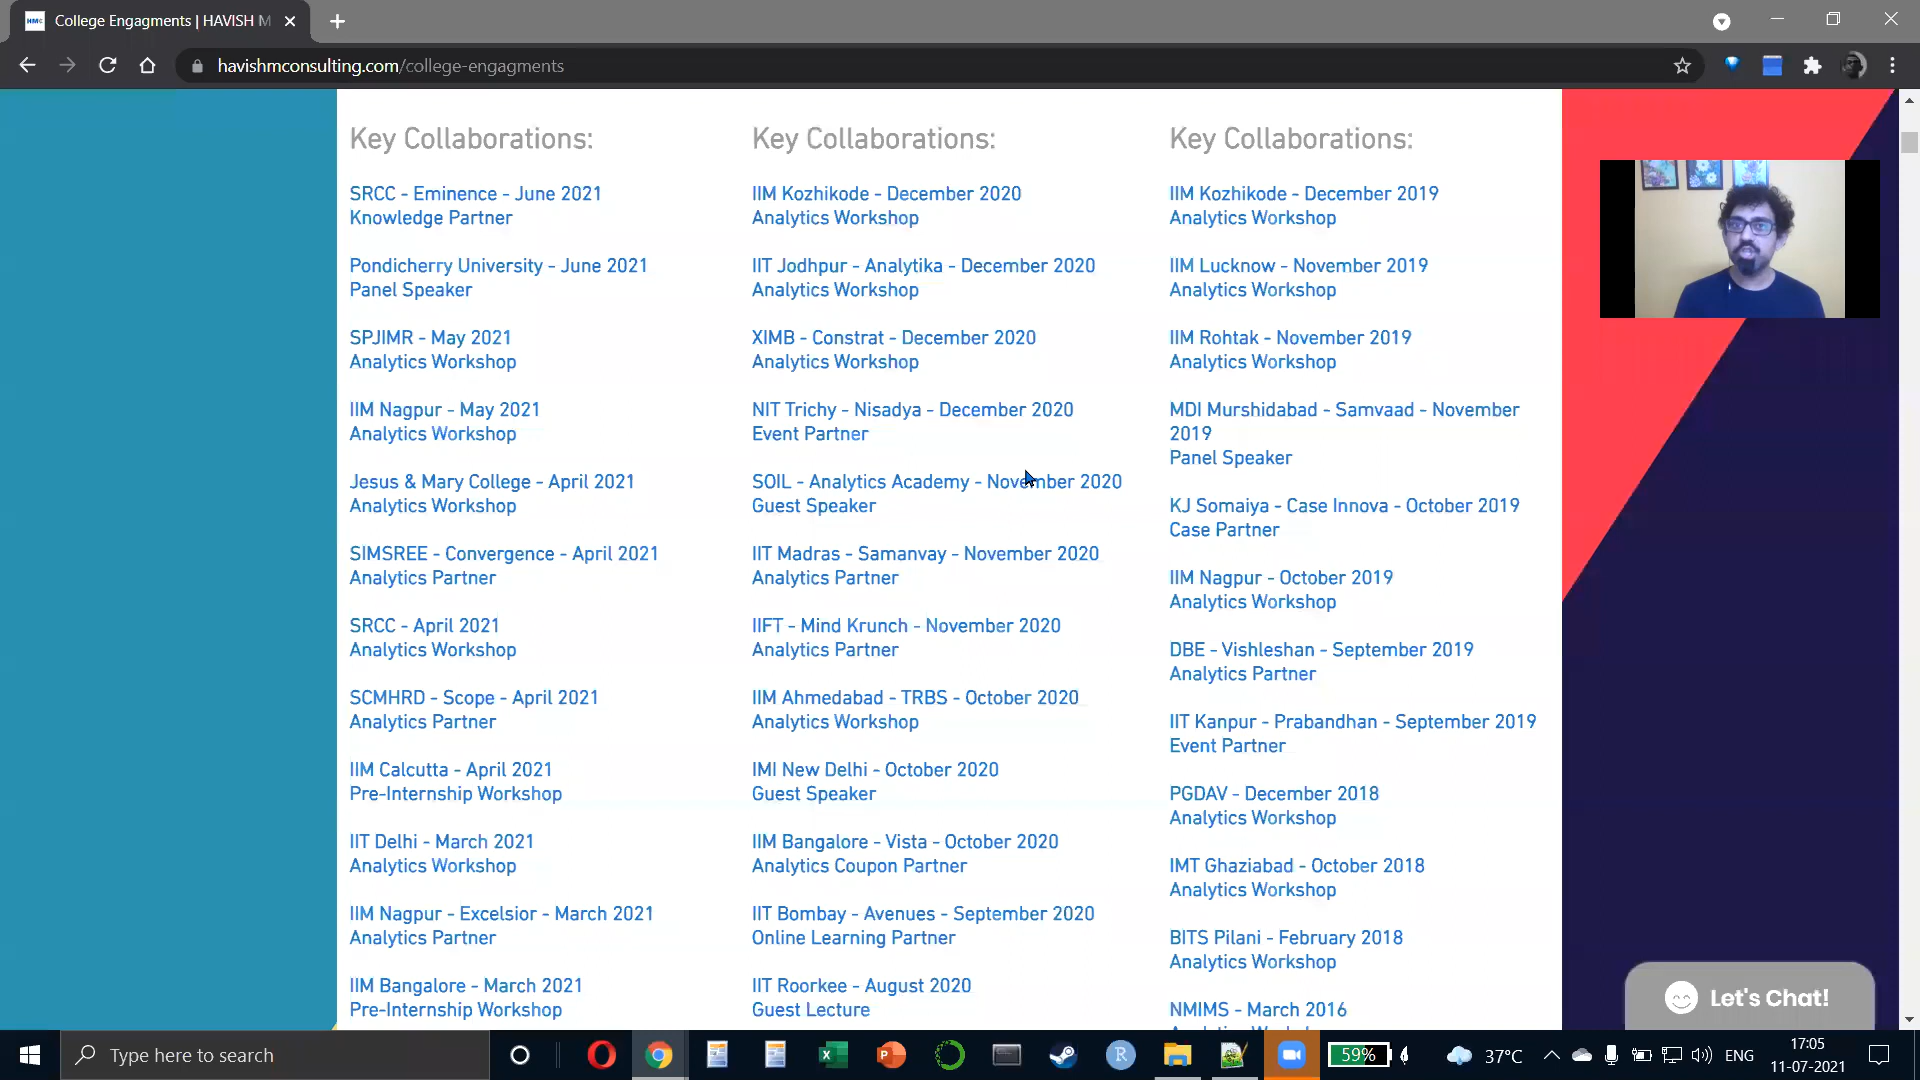 College Engagments | HAVISH M
havishmconsulting.com/college-engagments
Key Collaborations:
SRCC - Eminence - June 2021
Knowledge Partner
Pondicherry University - June 2021
Panel Speaker
SPJIMR - May 2021
Analytics Workshop
IIM Nagpur - May 2021
Analytics Workshop
Jesus & Mary College - April 2021
Analytics Workshop
SIMSREE - Convergence - April 2021
Analytics Partner
SRCC - April 2021
Analytics Workshop
SCMHRD - Scope - April 2021
Analytics Partner
IIM Calcutta - April 2021
Pre-Internship Workshop
IIT Delhi - March 2021
Analytics Workshop
IIM Nagpur - Excelsior - March 2021
Analytics Partner
IIM Bangalore - March 2021
Pre-Internship Workshop
Key Collaborations:
IIM Kozhikode - December 2020
Analytics Workshop
IIT Jodhpur - Analytika - December 2020
Analytics Workshop
XIMB - Constrat - December 2020
Analytics Workshop
NIT Trichy - Nisadya - December 2020
Event Partner
SOIL - Analytics Academy - November 2020
Guest Speaker
IIT Madras - Samanvay - November 2020
Analytics Partner
IIFT - Mind Krunch - November 2020
Analytics Partner
IIM Ahmedabad - TRBS - October 2020
Analytics Workshop
IMI New Delhi - October 2020
Guest Speaker
IIM Bangalore - Vista - October 2020
Analytics Coupon Partner
IIT Bombay - Avenues - September 2020
Online Learning Partner
IIT Roorkee - August 2020
Guest Lecture
Key Collaborations:
IIM Kozhikode - December 2019
Analytics Workshop
IIM Lucknow - November 2019
Analytics Workshop
IIM Rohtak - November 2019
Analytics Workshop
MDI Murshidabad - Samvaad - November
2019
Panel Speaker
KJ Somaiya - Case Innova - October 2019
Case Partner
IIM Nagpur - October 2019
Analytics Workshop
DBE - Vishleshan - September 2019
Analytics Partner
IIT Kanpur - Prabandhan - September 2019
Event Partner
PGDAV - December 2018
Analytics Workshop
IMT Ghaziabad - October 2018
Analytics Workshop
BITS Pilani - February 2018
Analytics Workshop
NMIMS - March 2016
Let's Chat!
Type here to search
59%
37°C
ENG
17:05
11-07-2021